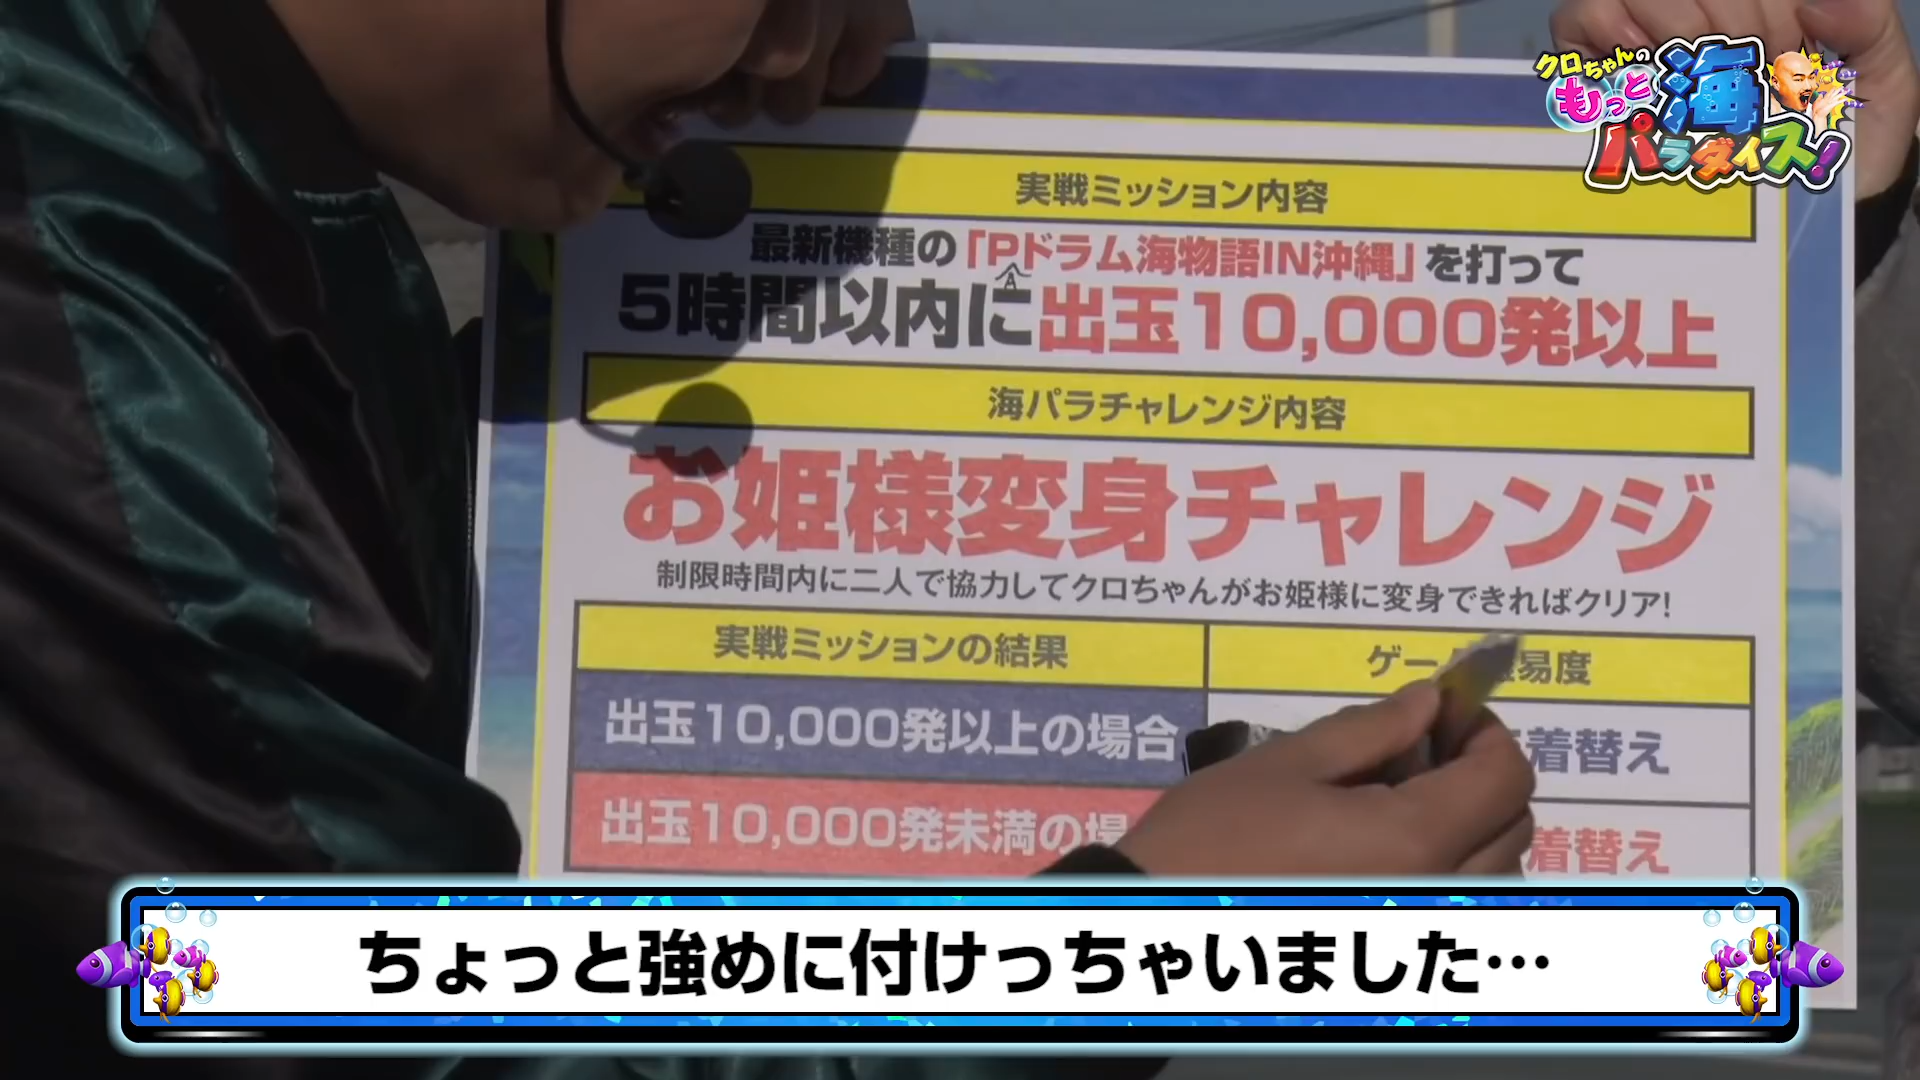 クロちゃんの
もっと海
パラダイス!
実戦ミッション内容
最新機種の「Pドラム海物語IN沖縄」を打って
A
5時間以内に出玉10,000発以上
海パラチャレンジ内容
お姫様変身チャレンジ
制限時間内に二人で協力してクロちゃんがお姫様に変身できればクリア!
実戦ミッションの結果
ゲー 易度
出玉10,000発以上の場合
着替え
出玉10,000発未満の場
着替え
ちょっと強めに付けっちゃいました…